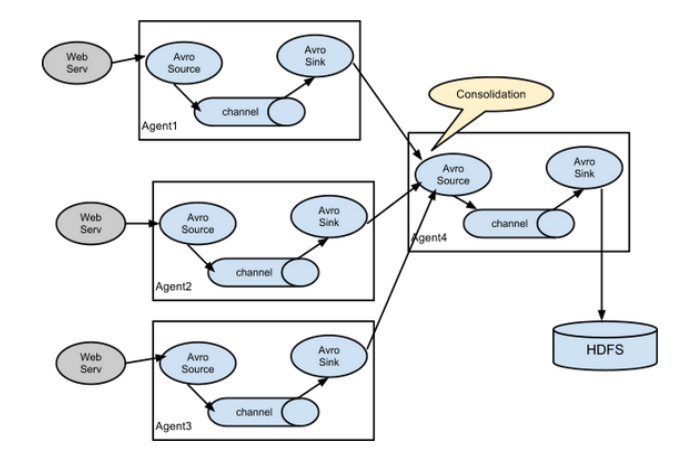 Web
Serv
Avro
Source
Avro
Sink
channel
Agent1
Consolidation
Web
Serv
Avro
Source
Avro
Sink
channel
Agent2
Avro
Source
Avro
Sink
channel
Agent4
Web
Serv
Avro
Source
Avro
Sink
channel
Agent3
HDFS